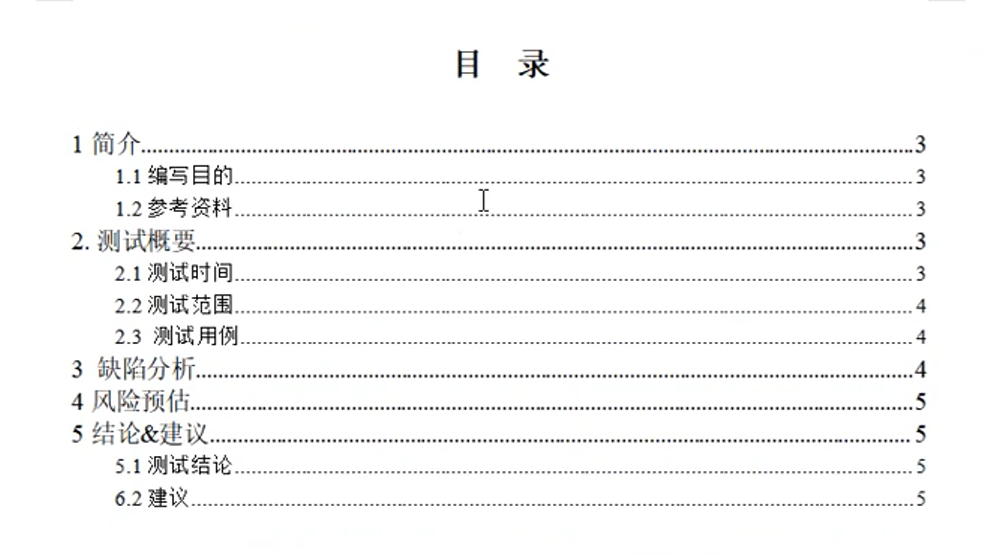 目 录
1 简介 3
1.1 编写目的 3
1.2 参考资料 3
2. 测试概要 3
2.1 测试时间 3
2.2 测试范围 4
2.3 测试用例 4
3 缺陷分析 4
4 风险预估 5
5 结论&建议 5
5.1 测试结论 5
6.2 建议 5